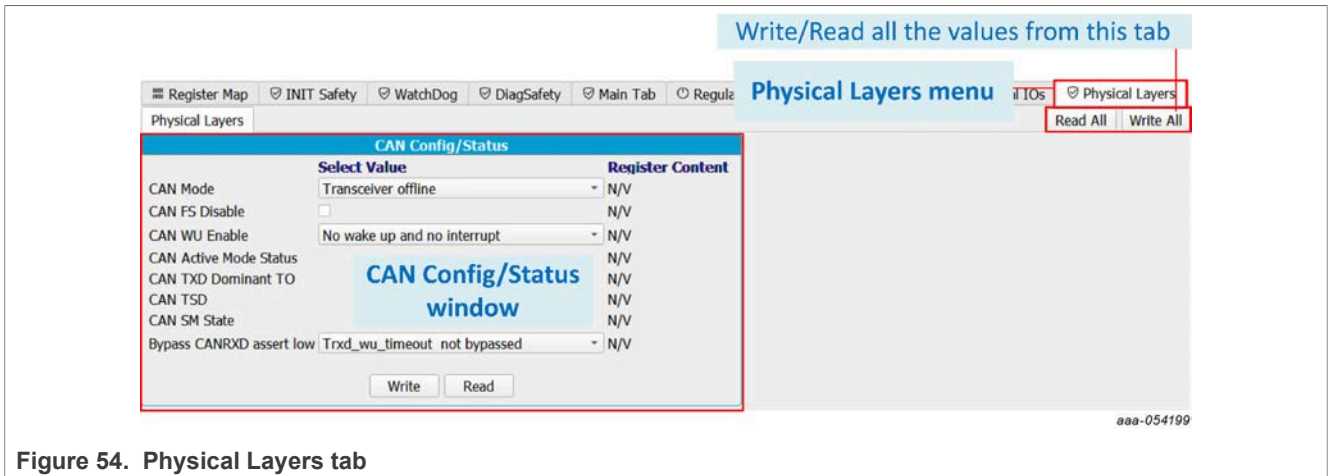 Write/Read all the values from this tab
Register Map INIT Safety WatchDog DiagSafety Main Tab Regula Physical Layers menu l IOs Physical Layers
Physical Layers Read All Write All
CAN Config/Status
Select Value Register Content
CAN Mode Transceiver offline N/V
CAN FS Disable N/V
CAN WU Enable No wake up and no interrupt N/V
CAN Active Mode Status N/V
CAN TXD Dominant TO N/V
CAN TSD N/V
CAN SM State N/V
CAN Config/Status
window
Bypass CANRXD assert low Trxd_wu_timeout not bypassed N/V
Write Read
aaa-054199
Figure 54. Physical Layers tab